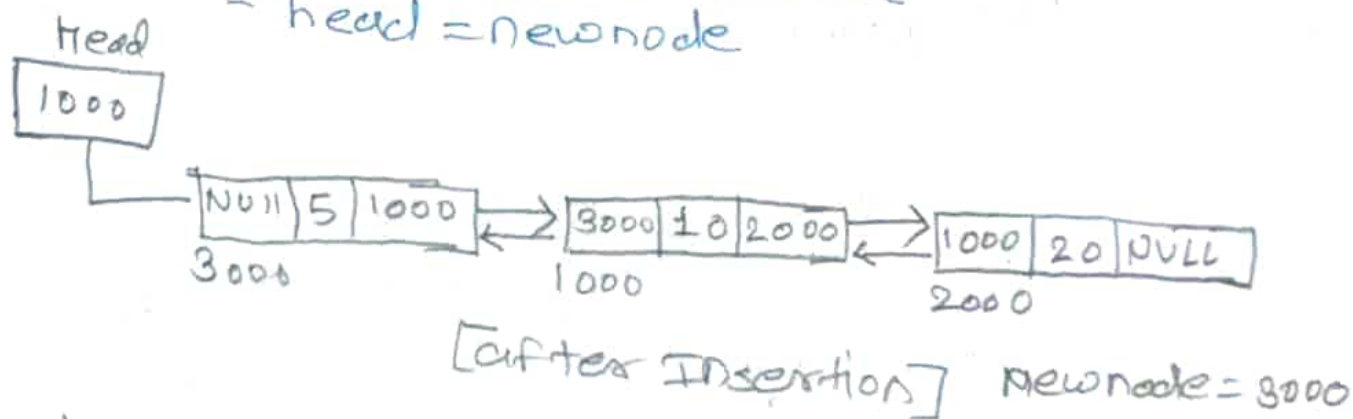 = head = newnode
Head
1000
NUll 5 1000 3000 10 2000 1000 20 NULL
3000 1000 2000
[after Insertion] Newnode = 3000